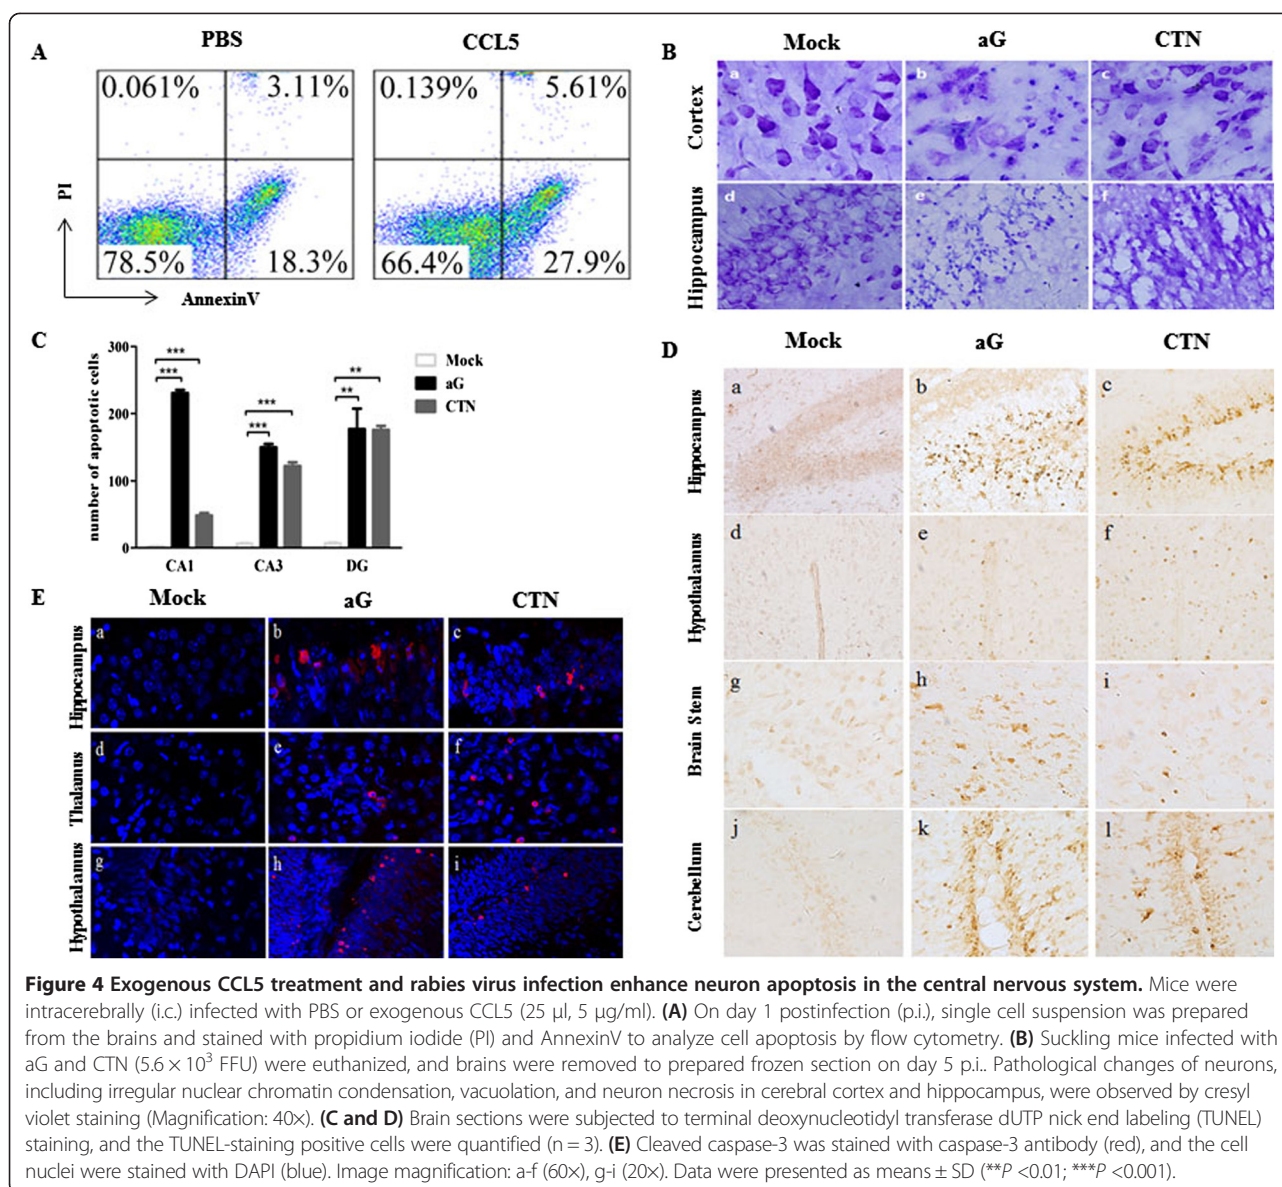 A
PBS
CCL5
0.061%
3.11%
0.139%
5.61%
78.5%
18.3%
66.4%
27.9%
PI
AnnexinV
B
Mock
aG
CTN
Cortex
a
b
c
Hippocampus
d
e
f
C
number of apoptotic cells
300
200
100
0
***
***
***
***
**
**
CA1
CA3
DG
Mock
aG
CTN
D
Mock
aG
CTN
Hippocampus
a
b
c
Hypothalamus
d
e
f
Brain Stem
g
h
i
Cerebellum
j
k
l
E
Mock
aG
CTN
Hippocampus
a
b
c
Thalamus
d
e
f
Hypothalamus
g
h
i
Figure 4 Exogenous CCL5 treatment and rabies virus infection enhance neuron apoptosis in the central nervous system. Mice were
intracerebrally (i.c.) infected with PBS or exogenous CCL5 (25 μl, 5 μg/ml). (A) On day 1 postinfection (p.i.), single cell suspension was prepared
from the brains and stained with propidium iodide (PI) and AnnexinV to analyze cell apoptosis by flow cytometry. (B) Suckling mice infected with
aG and CTN (5.6 × 10³ FFU) were euthanized, and brains were removed to prepared frozen section on day 5 p.i.. Pathological changes of neurons,
including irregular nuclear chromatin condensation, vacuolation, and neuron necrosis in cerebral cortex and hippocampus, were observed by cresyl
violet staining (Magnification: 40×). (C and D) Brain sections were subjected to terminal deoxynucleotidyl transferase dUTP nick end labeling (TUNEL)
staining, and the TUNEL-staining positive cells were quantified (n = 3). (E) Cleaved caspase-3 was stained with caspase-3 antibody (red), and the cell
nuclei were stained with DAPI (blue). Image magnification: a-f (60×), g-i (20×). Data were presented as means ± SD (**P <0.01; ***P <0.001).